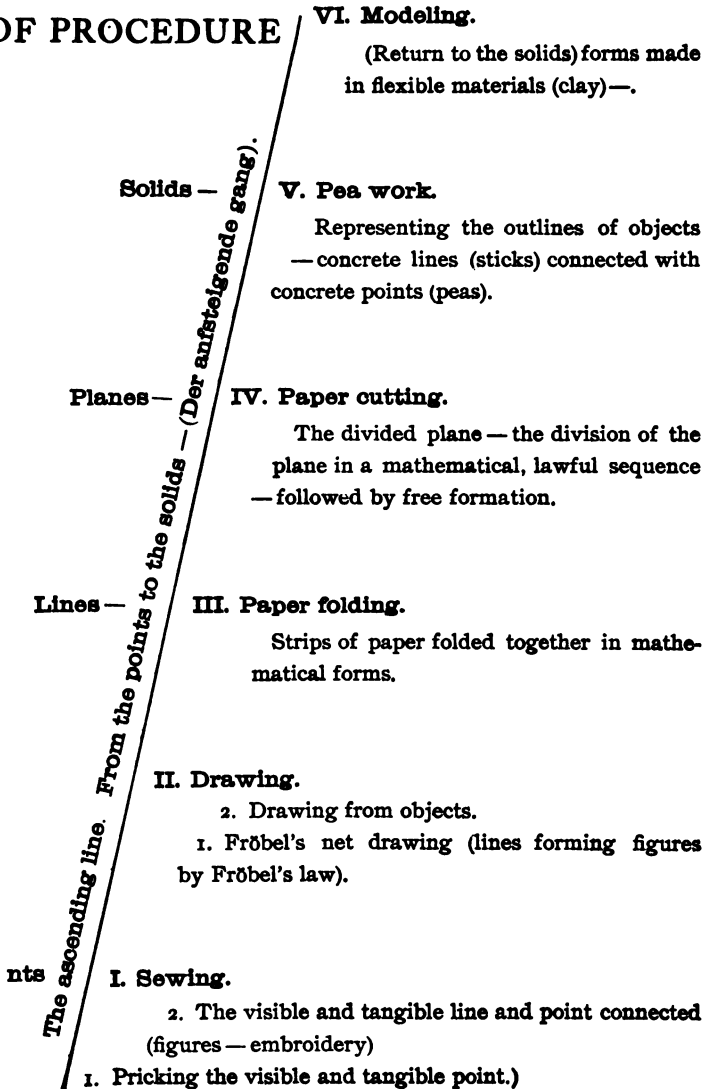 OF PROCEDURE
VI. Modeling.
(Return to the solids) forms made
in flexible materials (clay)—.
Solids —
V. Pea work.
Representing the outlines of objects
— concrete lines (sticks) connected with
concrete points (peas).
Planes—
IV. Paper cutting.
The divided plane — the division of the
plane in a mathematical, lawful sequence
— followed by free formation.
Lines —
III. Paper folding.
Strips of paper folded together in mathe-
matical forms.
II. Drawing.
2. Drawing from objects.
1. Fröbel's net drawing (lines forming figures
by Fröbel's law).
nts
I. Sewing.
2. The visible and tangible line and point connected
(figures — embroidery)
1. Pricking the visible and tangible point.)
The ascending line. From the points to the solids — (Der anfsteigende gang).